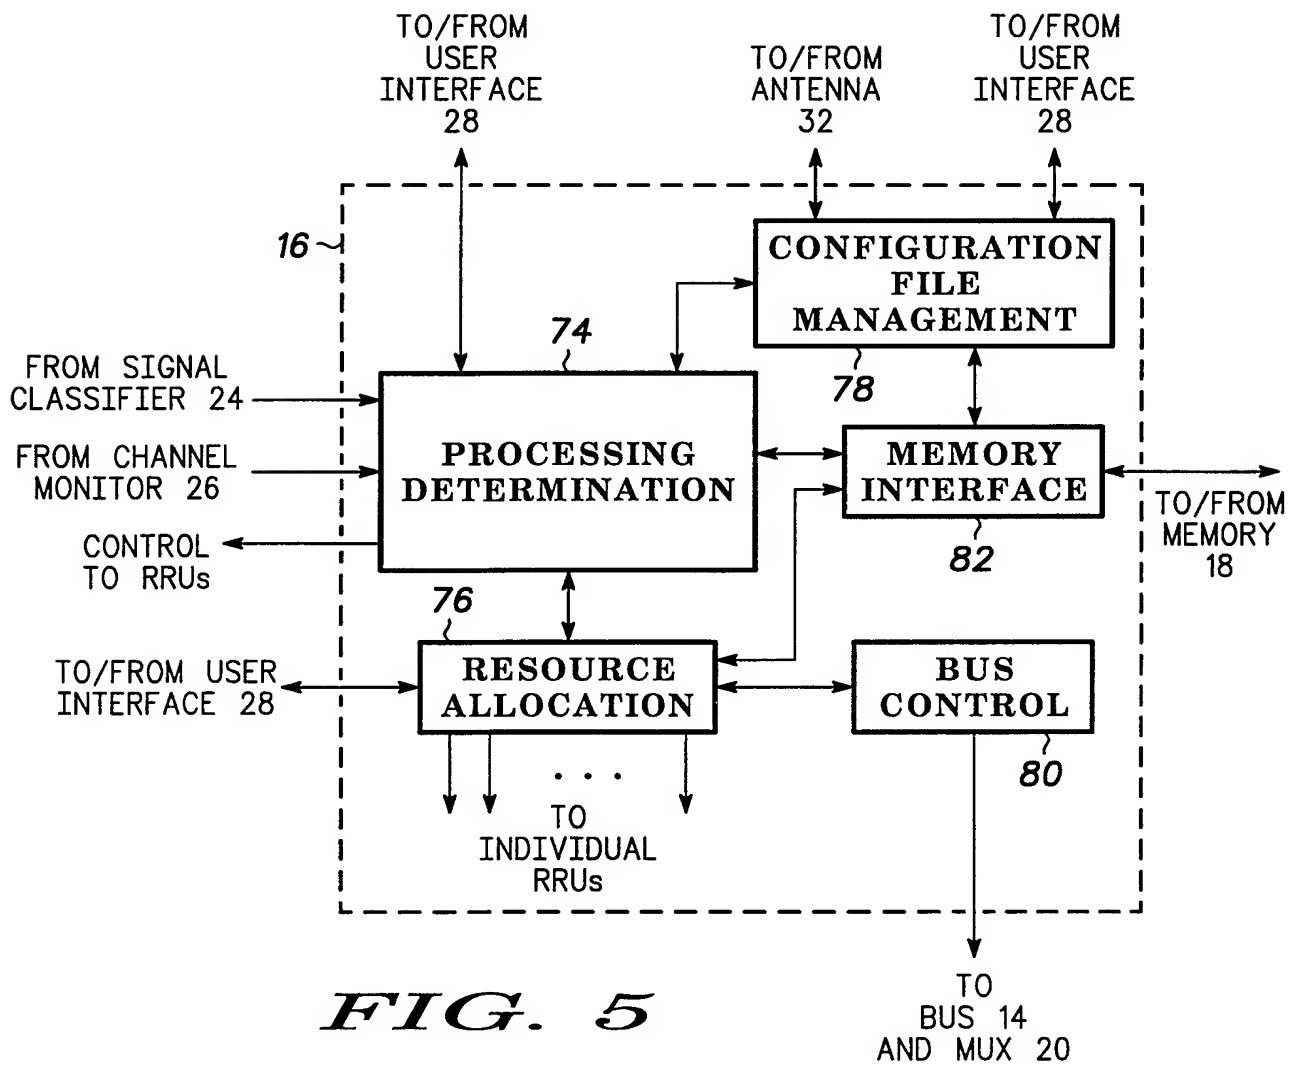 TO/FROM
USER
INTERFACE
28
TO/FROM
ANTENNA
32
TO/FROM
USER
INTERFACE
28
16
CONFIGURATION
FILE
MANAGEMENT
78
74
FROM SIGNAL
CLASSIFIER 24
FROM CHANNEL
MONITOR 26
CONTROL
TO RRUs
PROCESSING
DETERMINATION
MEMORY
INTERFACE
82
TO/FROM
MEMORY
18
76
TO/FROM USER
INTERFACE 28
RESOURCE
ALLOCATION
BUS
CONTROL
80
. . .
TO
INDIVIDUAL
RRUs
TO
BUS 14
AND MUX 20
FIG. 5